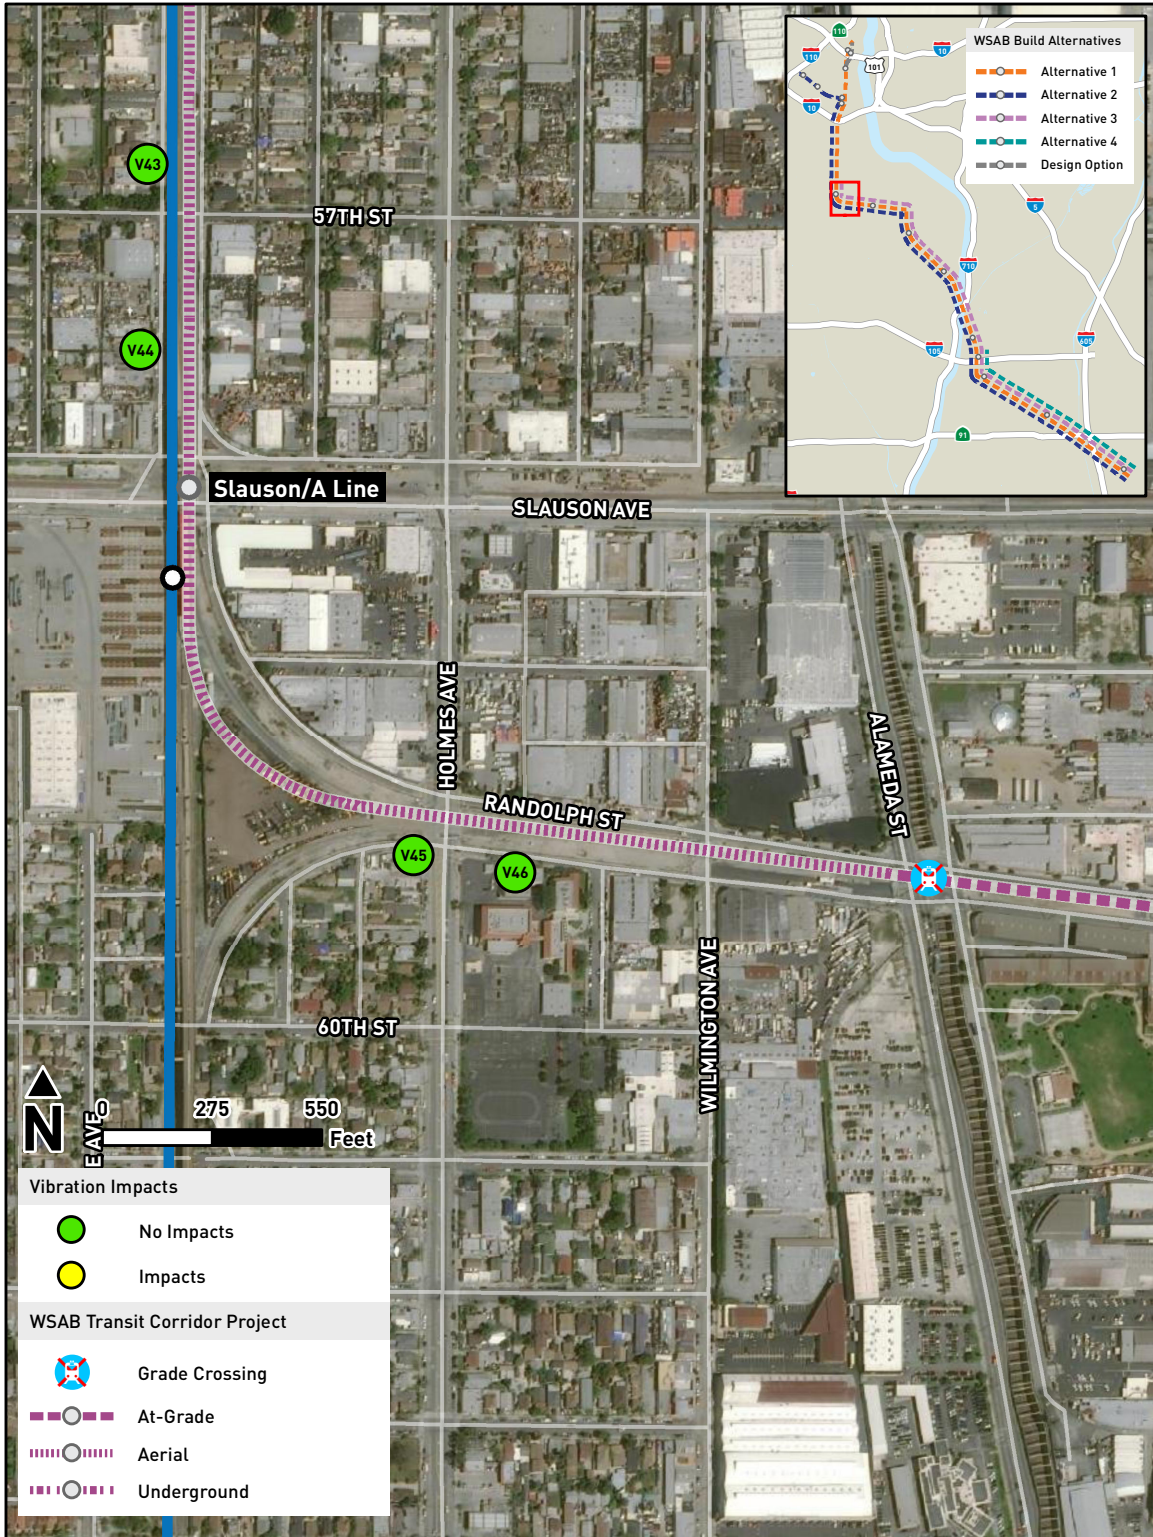 V43
57TH ST
V44
Slauson/A Line
SLAUSON AVE
HOLMES AVE
RANDOLPH ST
ALAMEDA ST
V45
V46
WILMINGTON AVE
60TH ST
E AVE
N
0 275 550
Feet
Vibration Impacts
No Impacts
Impacts
WSAB Transit Corridor Project
Grade Crossing
At-Grade
Aerial
Underground
WSAB Build Alternatives
Alternative 1
Alternative 2
Alternative 3
Alternative 4
Design Option
110
110
101
10
10
5
710
105
605
91